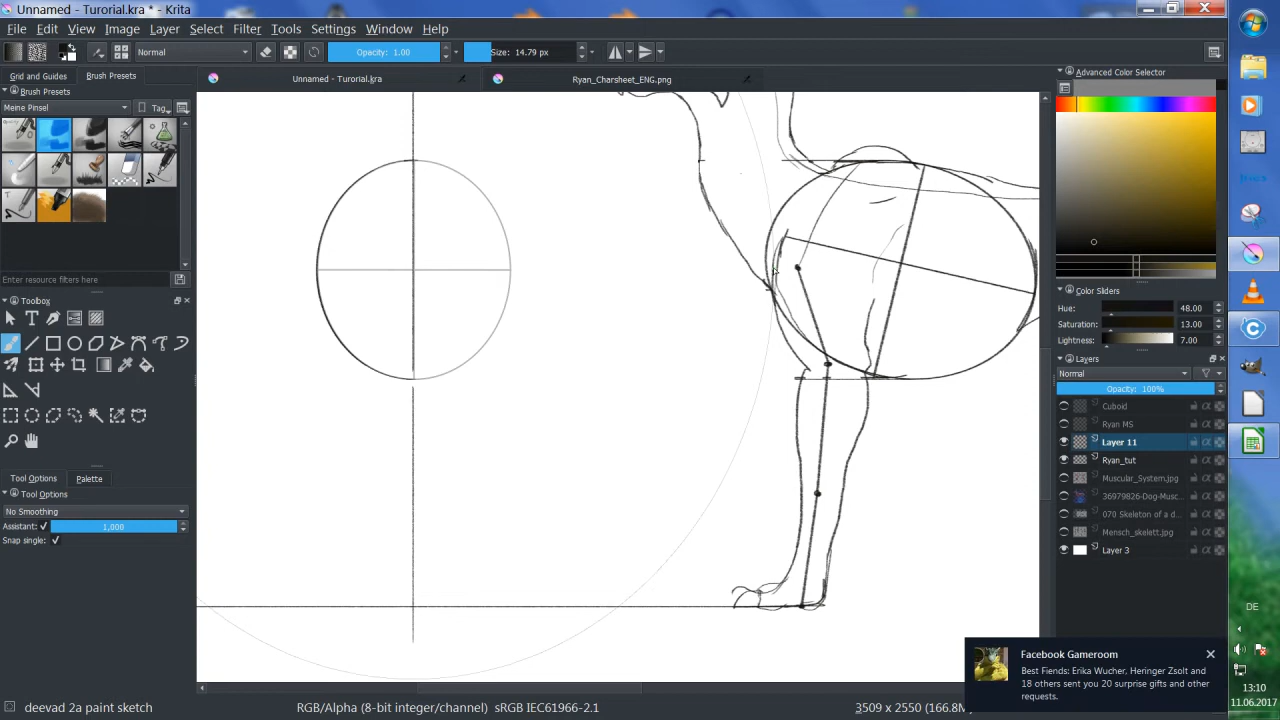 Unnamed - Turorial.kra * - Krita
File Edit View Image Layer Select Filter Tools Settings Windows Help
Normal
Opacity: 1.00
Size: 14.79 px
Grid and Guides
Brush Presets
Unnamed - Turorial.kra
Ryan_Charsheet_ENG.png
Advanced Color Selector
Brush Presets
Meine Pinsel
Tag
Enter resource filters here
Toolbox
Color Sliders
Hue: 48.00
Saturation: 13.00
Lightness: 7.00
Layers
Normal
Opacity: 100%
Cuboid
Ryan MS
Layer 11
Ryan_tut
Muscular_System.jpg
36979826-Dog-Musc...
070 Skeleton of a d...
Mensch_skelett.jpg
Layer 3
Tool Options
Palette
Tool Options
No Smoothing
Assistant:
1,000
Snap single:
DE
Facebook Gameroom
Best Fiends: Erika Wucher, Heringer Zsolt and
18 others sent you 20 surprise gifts and other
requests.
deevad 2a paint sketch
RGB/Alpha (8-bit integer/channel) sRGB IEC61966-2.1
3509 x 2550 (166.8M
13:10
11.06.2017